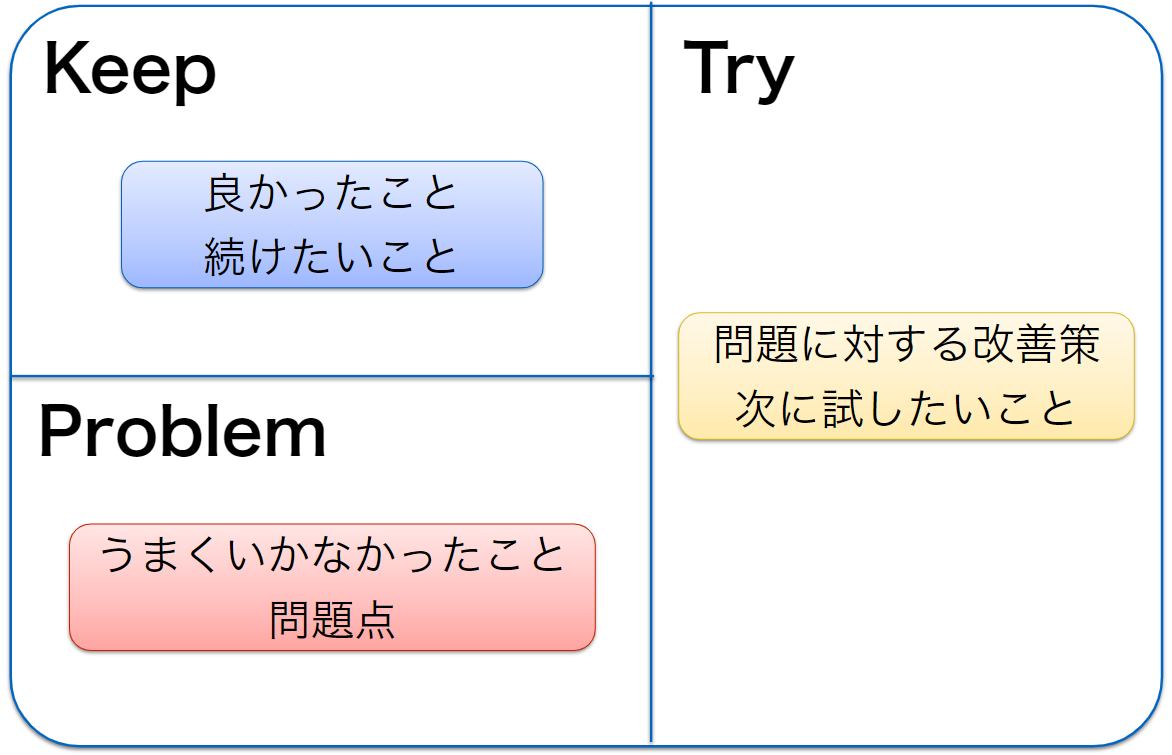 Keep
良かったこと
続けたいこと
Problem
うまくいかなかったこと
問題点
Try
問題に対する改善策
次に試したいこと